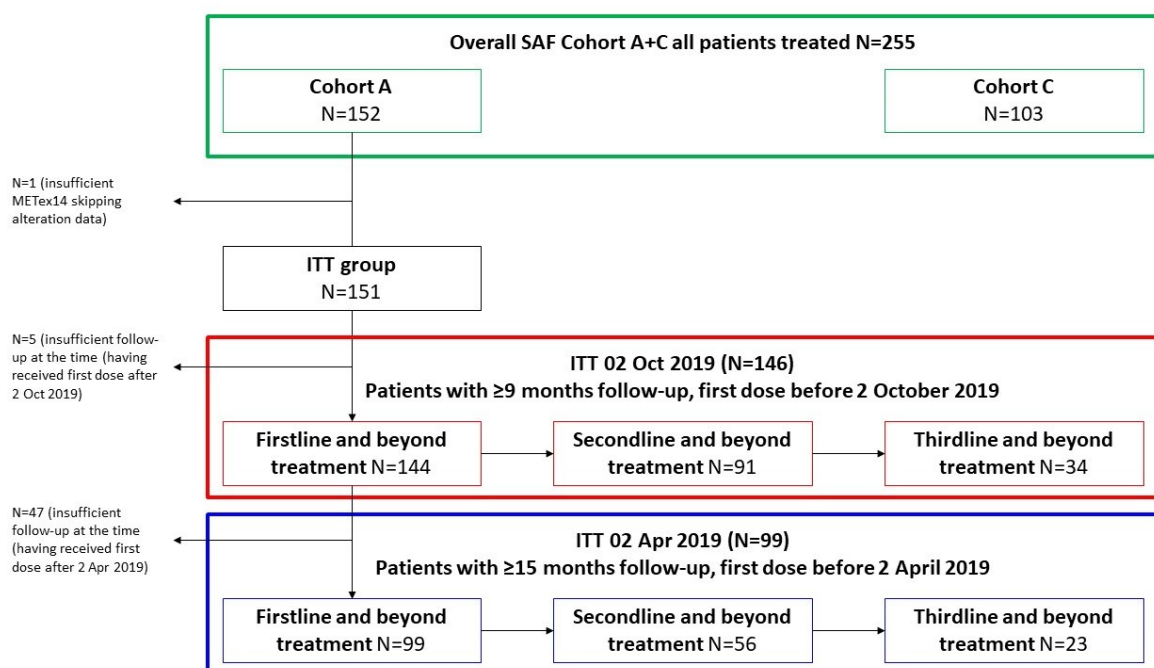 Overall SAF Cohort A+C all patients treated N=255
Cohort A
N=152
Cohort C
N=103
N=1 (insufficient
METex14 skipping
alteration data)
ITT group
N=151
N=5 (insufficient follow-
up at the time (having
received first dose after
2 Oct 2019)
ITT 02 Oct 2019 (N=146)
Patients with ≥9 months follow-up, first dose before 2 October 2019
Firstline and beyond
treatment N=144
Secondline and beyond
treatment N=91
Thirdline and beyond
treatment N=34
N=47 (insufficient
follow-up at the time
(having received first
dose after 2 Apr 2019)
ITT 02 Apr 2019 (N=99)
Patients with ≥15 months follow-up, first dose before 2 April 2019
Firstline and beyond
treatment N=99
Secondline and beyond
treatment N=56
Thirdline and beyond
treatment N=23